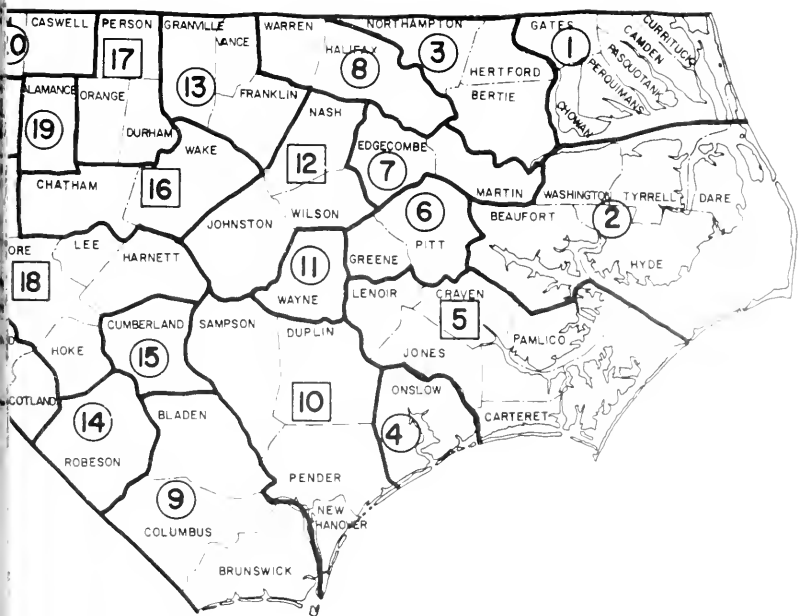 CASWELL
PERSON
GRANVILLE
VANCE
WARREN
NORTHAMPTON
GATES
CURRITUCK
CAMDEN
PASQUOTANK
PERQUIMANS
CHOWAN
17
HALIFAX
3
1
8
HERTFORD
BERTIE
13
ALAMANCE
ORANGE
FRANKLIN
NASH
19
DURHAM
WAKE
EDGECOMBE
12
7
CHATHAM
16
MARTIN
WASHINGTON
TYRRELL
DARE
JOHNSTON
WILSON
6
BEAUFORT
2
PITT
LEE
HARNETT
11
GREENE
HYDE
18
WAYNE
LENOIR
CRAVEN
CUMBERLAND
SAMPSON
DUPLIN
5
PAMLICO
HOKE
15
JONES
ONSLOW
10
14
BLADEN
4
CARTERET
ROBESON
PENDER
9
COLUMBUS
NEW
HANOVER
BRUNSWICK